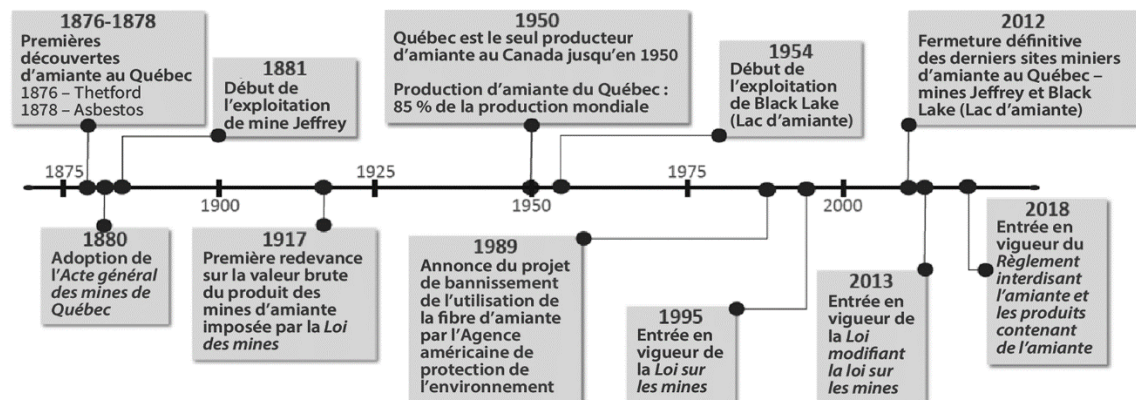 1876-1878
Premières
découvertes
d'amiante au Québec
1876 – Thetford
1878 – Asbestos
1881
Début de
l'exploitation
de mine Jeffrey
1950
Québec est le seul producteur
d'amiante au Canada jusqu'en 1950
Production d'amiante du Québec :
85 % de la production mondiale
1954
Début de
l'exploitation
de Black Lake
(Lac d'amiante)
2012
Fermeture définitive
des derniers sites miniers
d'amiante au Québec –
mines Jeffrey et Black
Lake (Lac d'amiante)
1875
1900
1925
1950
1975
2000
1880
Adoption de
l'Acte général
des mines de
Québec
1917
Première redevance
sur la valeur brute
du produit des
mines d'amiante
imposée par la Loi
des mines
1989
Annonce du projet
de bannissement
de l'utilisation de
la fibre d'amiante
par l'Agence
américaine de
protection de
l'environnement
1995
Entrée en
vigueur de
la Loi sur
les mines
2013
Entrée en
vigueur de
la Loi
modifiant
la loi sur
les mines
2018
Entrée en
vigueur du
Règlement
interdisant
l'amiante et
les produits
contenant
de l'amiante